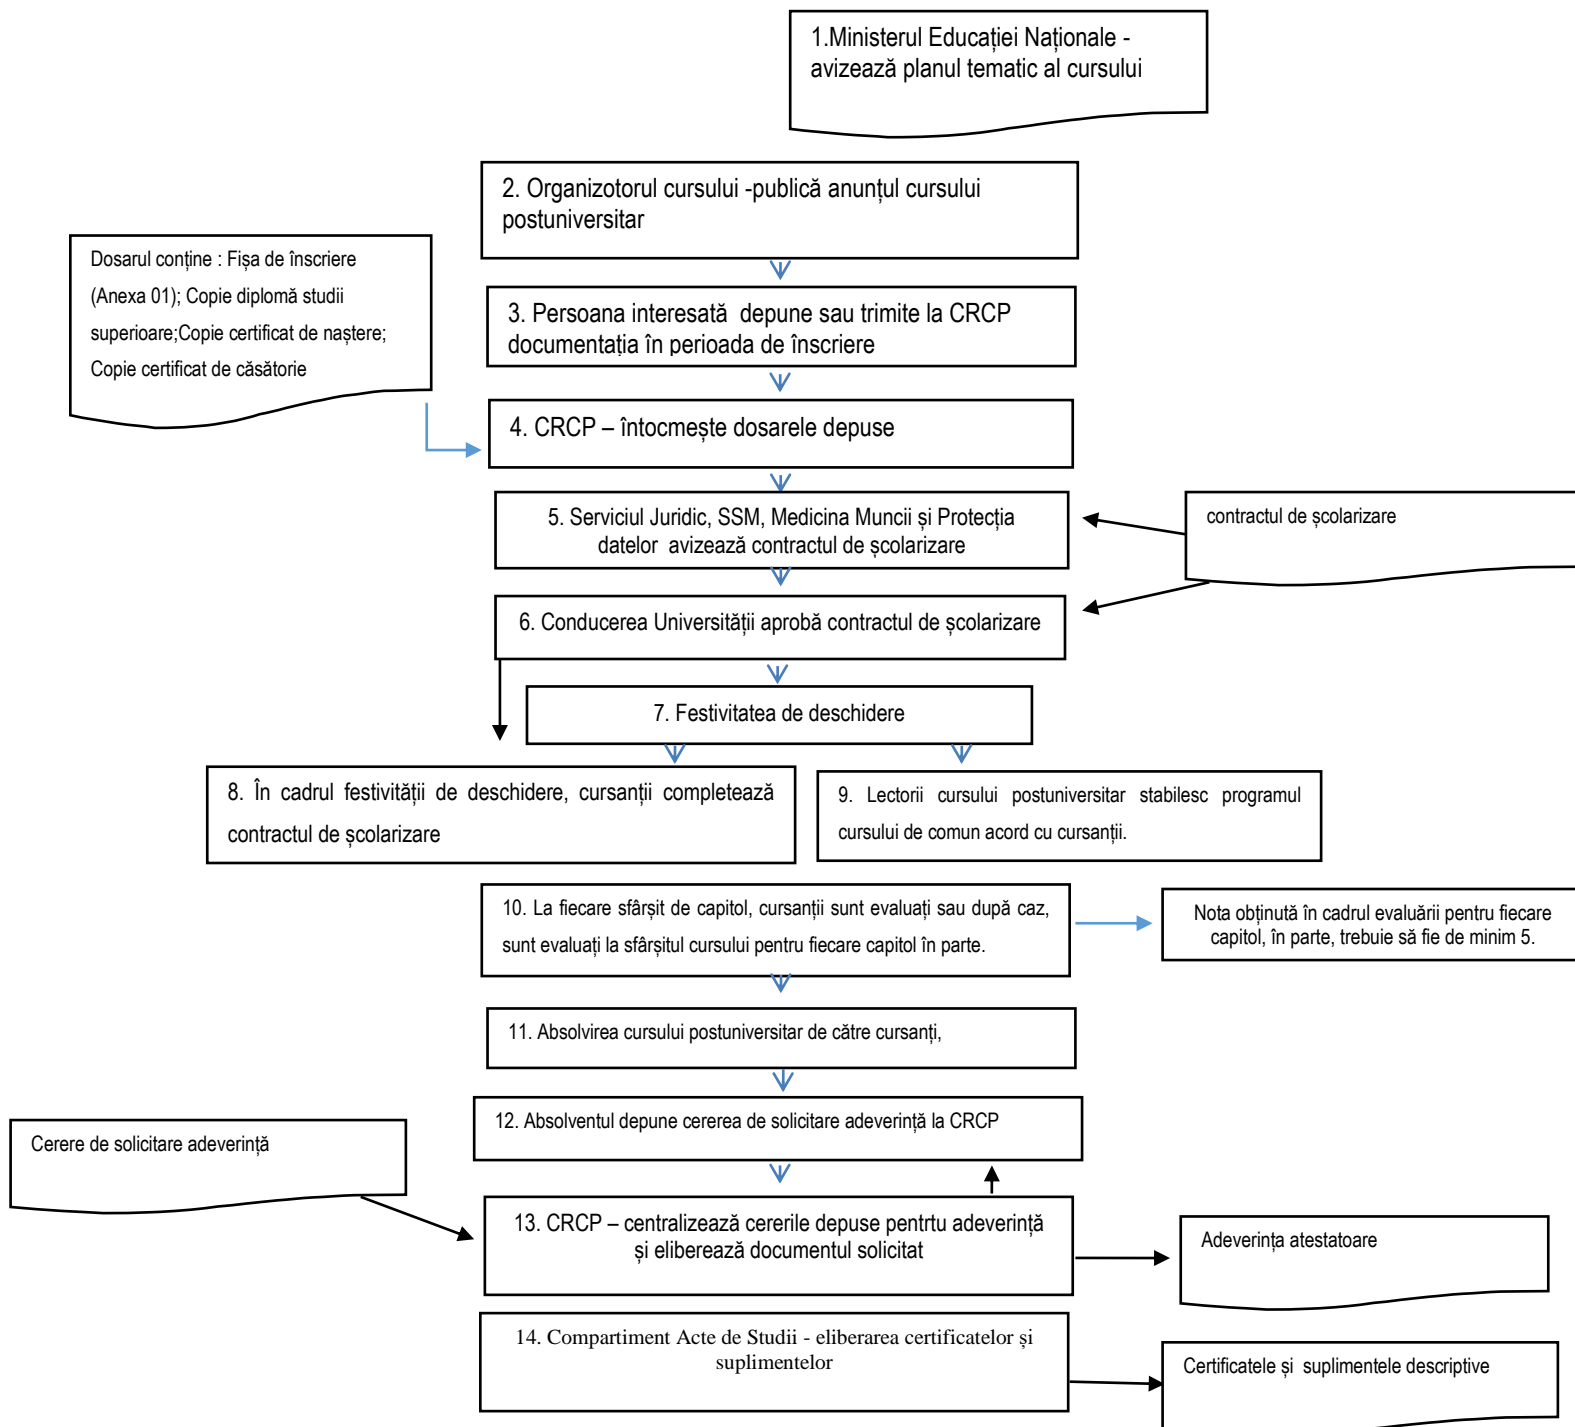 1.Ministerul Educației Naționale -
avizează planul tematic al cursului
2. Organizotorul cursului -publică anunțul cursului
postuniversitar
Dosarul conține : Fișa de înscriere
(Anexa 01); Copie diplomă studii
superioare;Copie certificat de naștere;
Copie certificat de căsătorie
3. Persoana interesată depune sau trimite la CRCP
documentația în perioada de înscriere
4. CRCP – întocmește dosarele depuse
5. Serviciul Juridic, SSM, Medicina Muncii și Protecția
datelor avizează contractul de școlarizare
contractul de școlarizare
6. Conducerea Universității aprobă contractul de școlarizare
7. Festivitatea de deschidere
8. În cadrul festivității de deschidere, cursanții completează
contractul de școlarizare
9. Lectorii cursului postuniversitar stabilesc programul
cursului de comun acord cu cursanții.
10. La fiecare sfârșit de capitol, cursanții sunt evaluați sau după caz,
sunt evaluați la sfârșitul cursului pentru fiecare capitol în parte.
Nota obținută în cadrul evaluării pentru fiecare
capitol, în parte, trebuie să fie de minim 5.
11. Absolvirea cursului postuniversitar de către cursanți,
12. Absolventul depune cererea de solicitare adeverință la CRCP
Cerere de solicitare adeverință
13. CRCP – centralizează cererile depuse pentrtu adeverință
și eliberează documentul solicitat
Adeverința atestatoare
14. Compartiment Acte de Studii - eliberarea certificatelor și
suplimentelor
Certificatele și suplimentele descriptive